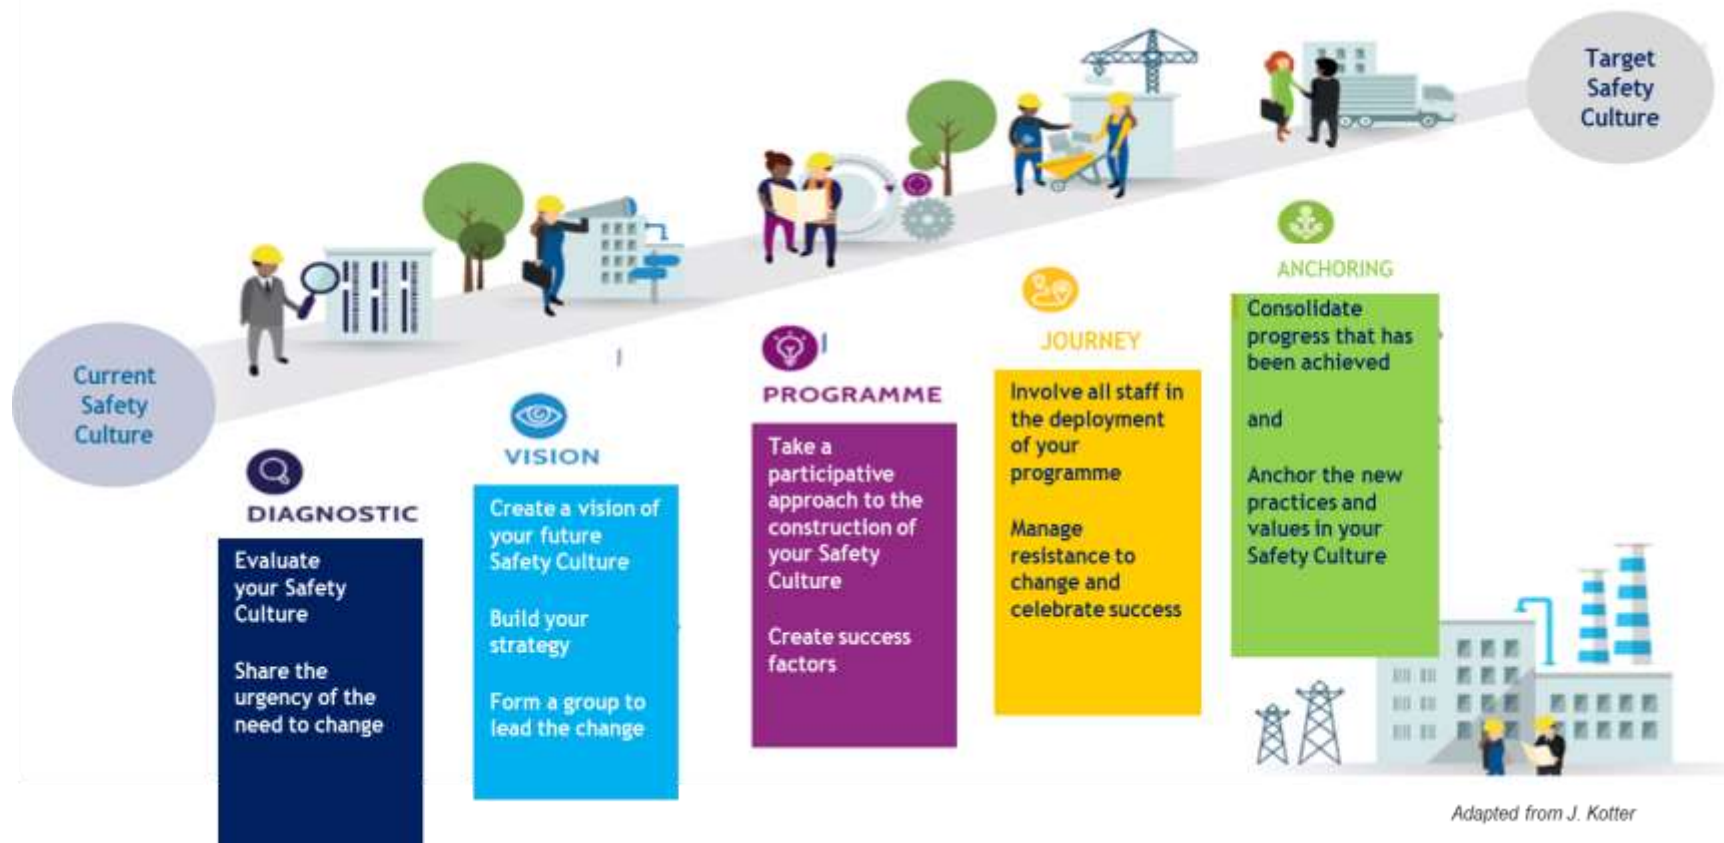 Target
Safety
Culture
Current
Safety
Culture
DIAGNOSTIC
Evaluate
your Safety
Culture
Share the
urgency of the
need to change
VISION
Create a vision of
your future
Safety Culture
Build your
strategy
Form a group to
lead the change
PROGRAMME
Take a
participative
approach to the
construction of
your Safety
Culture
Create success
factors
JOURNEY
Involve all staff in
the deployment
of your
programme
Manage
resistance to
change and
celebrate success
ANCHORING
Consolidate
progress that has
been achieved
and
Anchor the new
practices and
values in your
Safety Culture
Adapted from J. Kotter